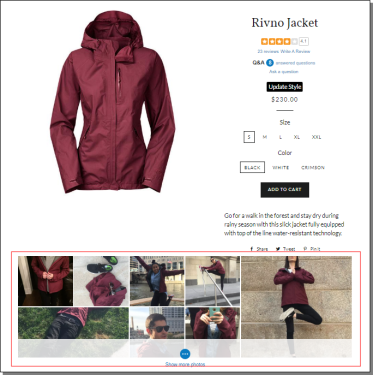 Rivno Jacket
4.1
23 reviews Write A Review
Q&A 5 answered questions
Ask a question
Update Style
$230.00
Size
S M L XL XXL
Color
BLACK WHITE CRIMSON
ADD TO CART
Go for a walk in the forest and stay dry during
rainy season with this slick jacket fully equipped
with top of the line water-resistant technology.
Share Tweet Pin it
Show more photos